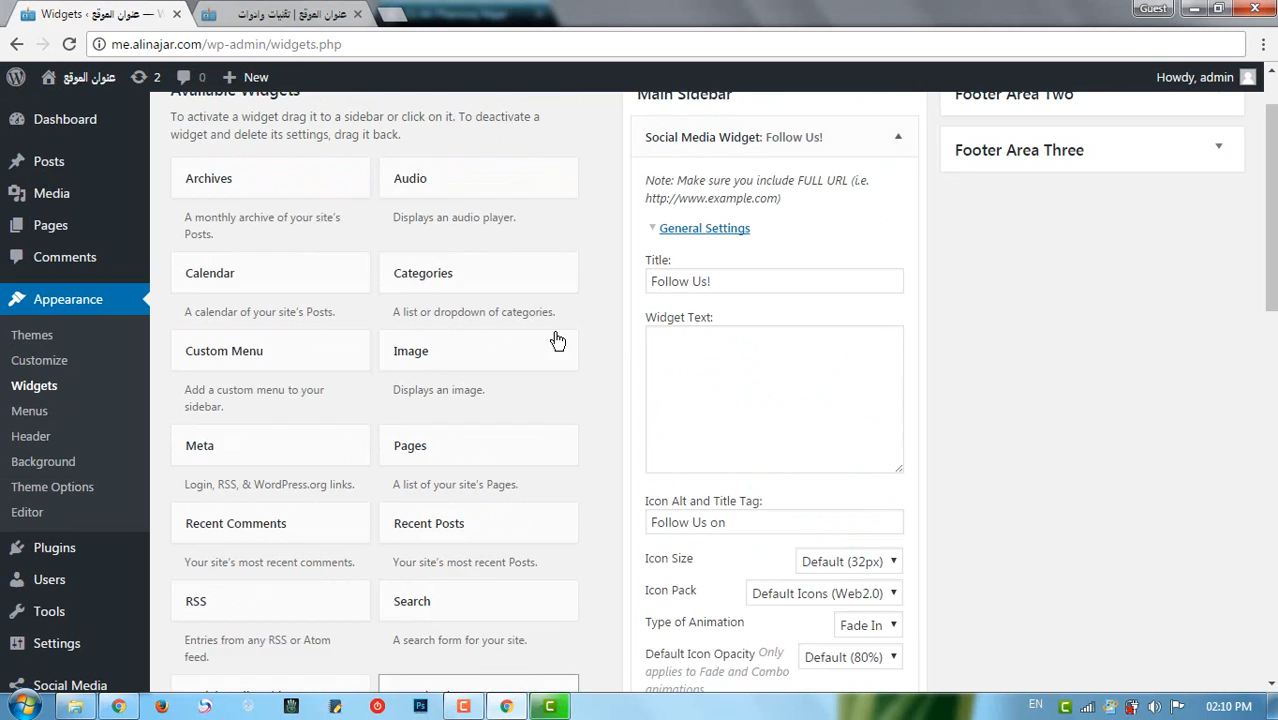 Widgets ‹ عنوان الموقع — W
عنوان الموقع | تقنيات وادوات
Guest
me.alinajar.com/wp-admin/widgets.php
عنوان الموقع
2
0
New
Howdy, admin
Dashboard
Posts
Media
Pages
Comments
Appearance
Themes
Customize
Widgets
Menus
Header
Background
Theme Options
Editor
Plugins
Users
Tools
Settings
Social Media
Available Widgets
To activate a widget drag it to a sidebar or click on it. To deactivate a
widget and delete its settings, drag it back.
Archives
A monthly archive of your site's
Posts.
Audio
Displays an audio player.
Calendar
A calendar of your site's Posts.
Categories
A list or dropdown of categories.
Custom Menu
Add a custom menu to your
sidebar.
Image
Displays an image.
Meta
Login, RSS, & WordPress.org links.
Pages
A list of your site's Pages.
Recent Comments
Your site's most recent comments.
Recent Posts
Your site's most recent Posts.
RSS
Entries from any RSS or Atom
feed.
Search
A search form for your site.
Main Sidebar
Social Media Widget: Follow Us!
Note: Make sure you include FULL URL (i.e.
http://www.example.com)
General Settings
Title:
Follow Us!
Widget Text:
Icon Alt and Title Tag:
Follow Us on
Icon Size
Default (32px)
Icon Pack
Default Icons (Web2.0)
Type of Animation
Fade In
Default Icon Opacity Only
applies to Fade and Combo
animations
Default (80%)
Footer Area Two
Footer Area Three
EN
02:10 PM